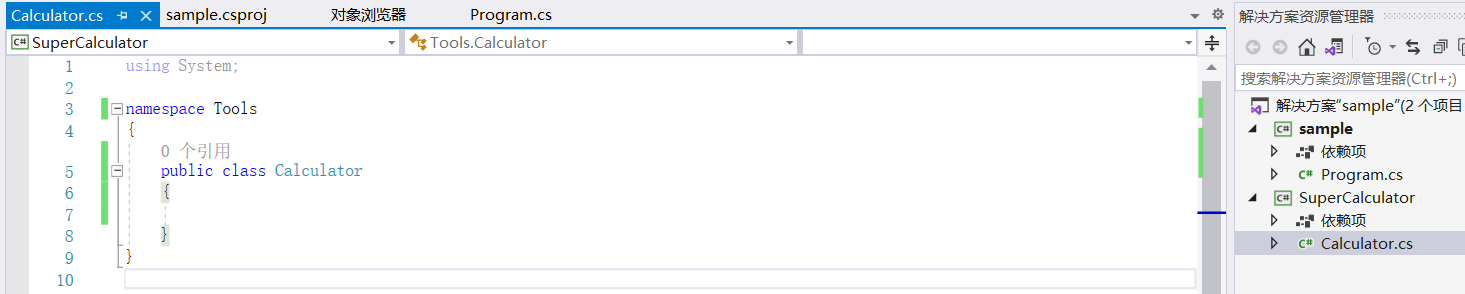 Calculator.cs sample.csproj 对象浏览器 Program.cs
SuperCalculator Tools.Calculator
1 using System;
2
3 namespace Tools
4 {
0 个引用
5 public class Calculator
6 {
7
8 }
9 }
10
解决方案资源管理器
搜索解决方案资源管理器(Ctrl+;)
解决方案"sample"(2 个项目
C# sample
依赖项
C# Program.cs
C# SuperCalculator
依赖项
C# Calculator.cs